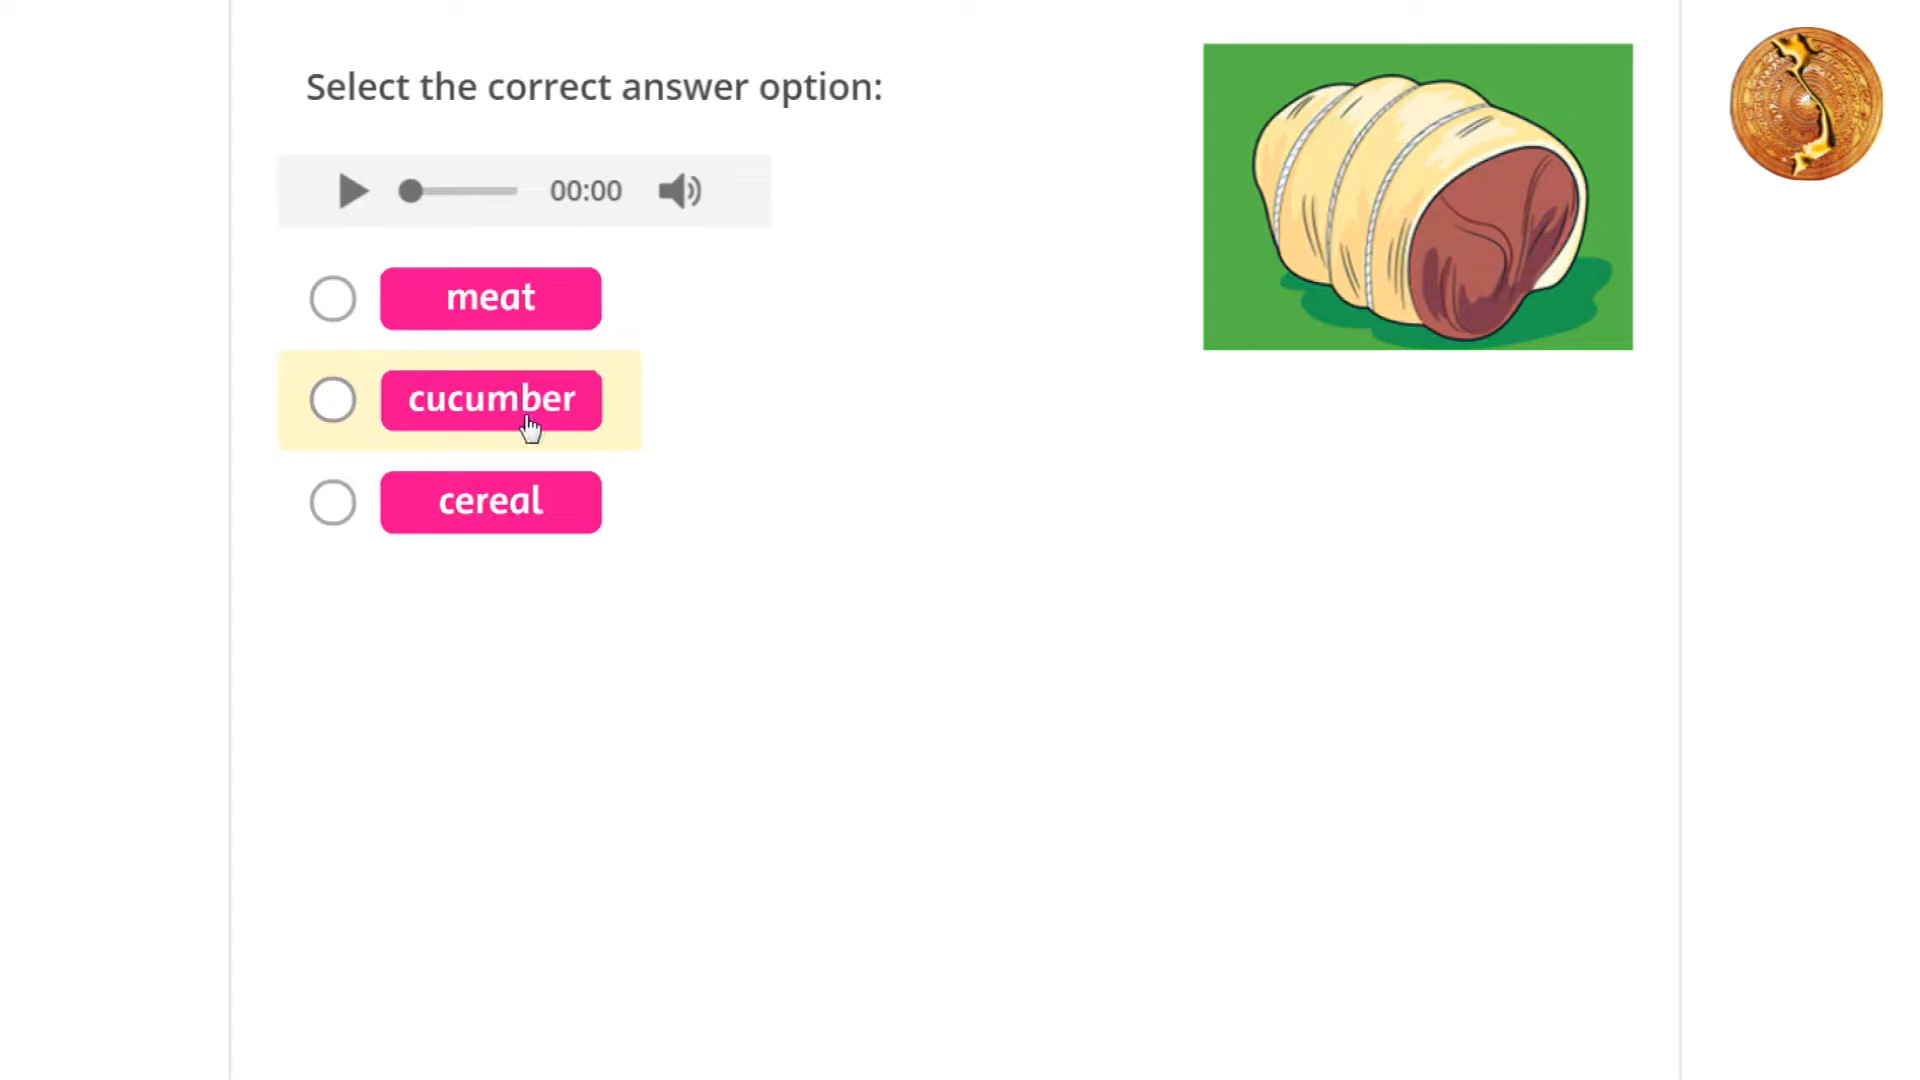 Select the correct answer option:
00:00
meat
cucumber
cereal